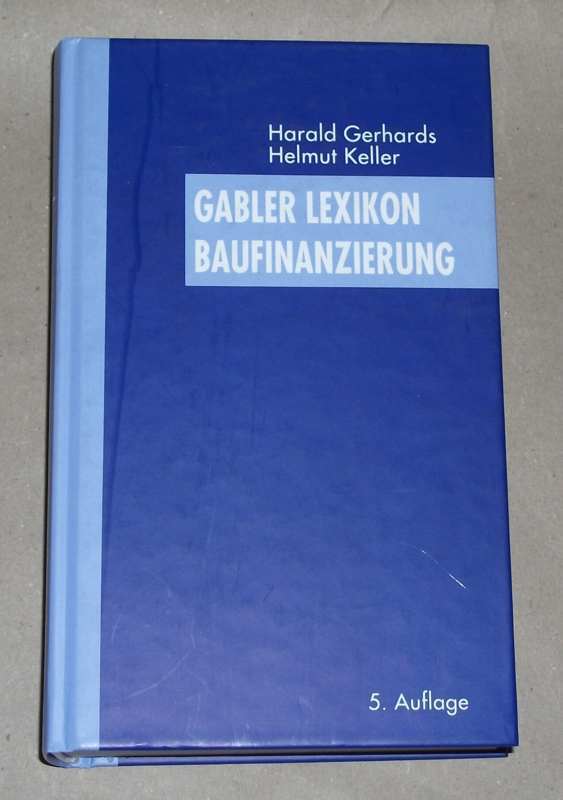 Harald Gerhards
Helmut Keller
GABLER LEXIKON
BAUFINANZIERUNG
5. Auflage